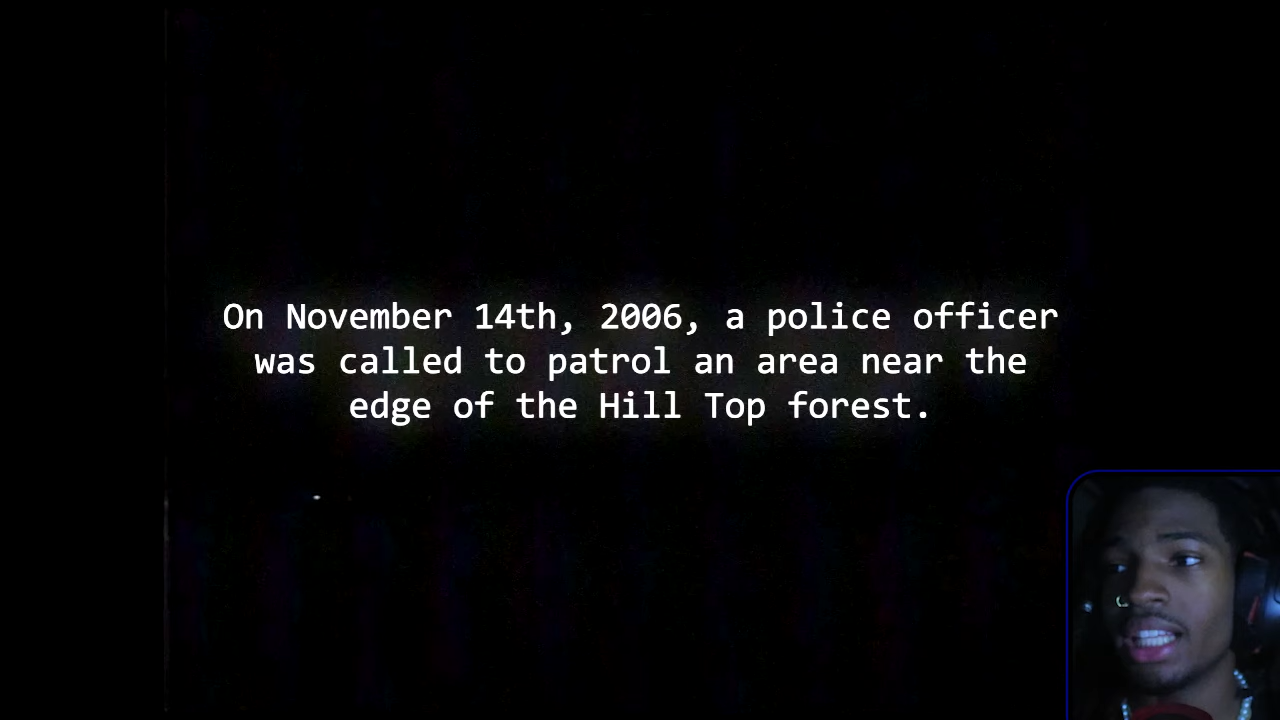 On November 14th, 2006, a police officer
was called to patrol an area near the
edge of the Hill Top forest.